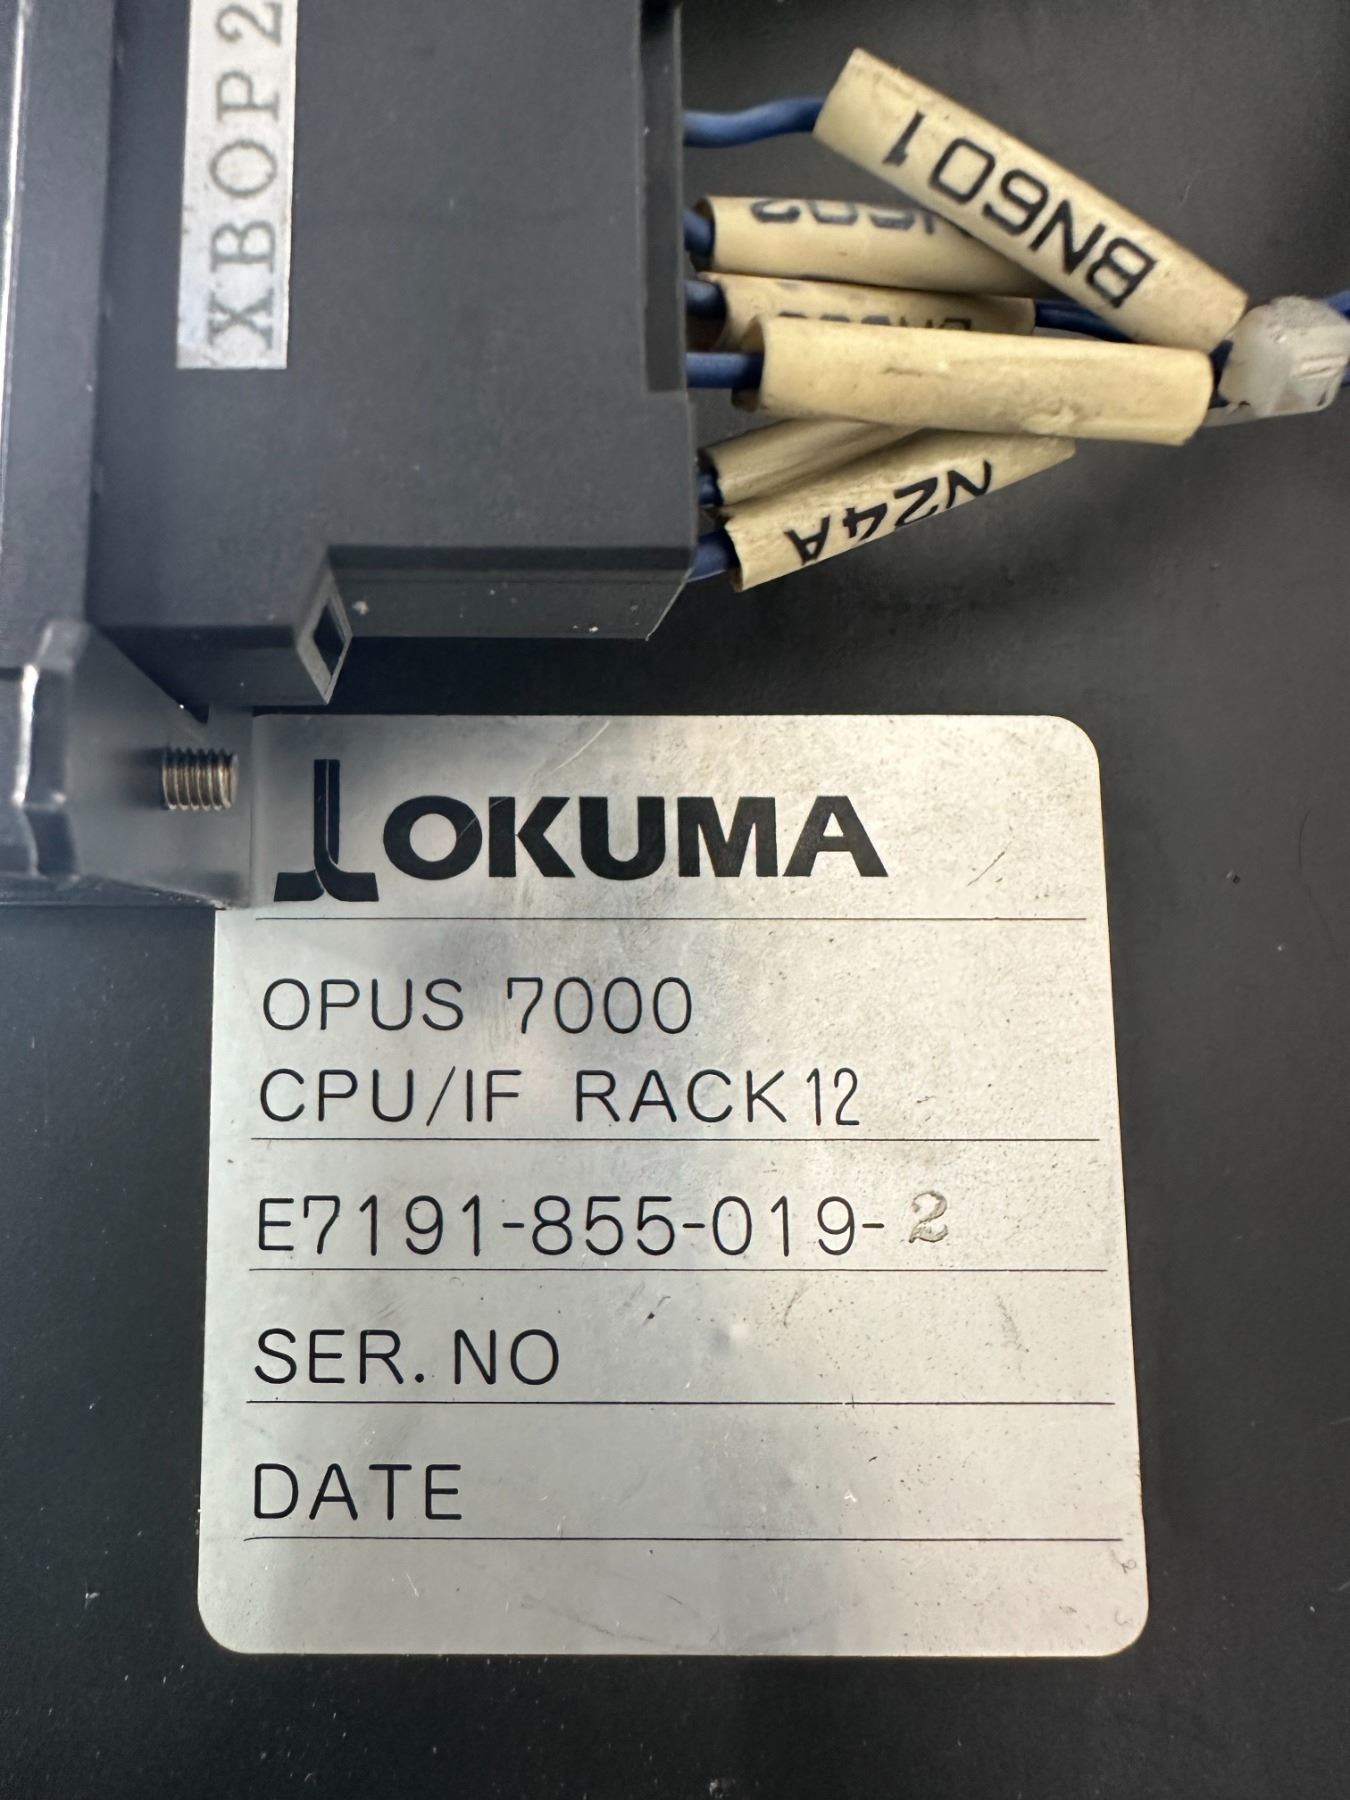 XBOP2
BN601
N24A
OKUMA
OPUS 7000
CPU/IF RACK12
E7191-855-019-2
SER. NO
DATE